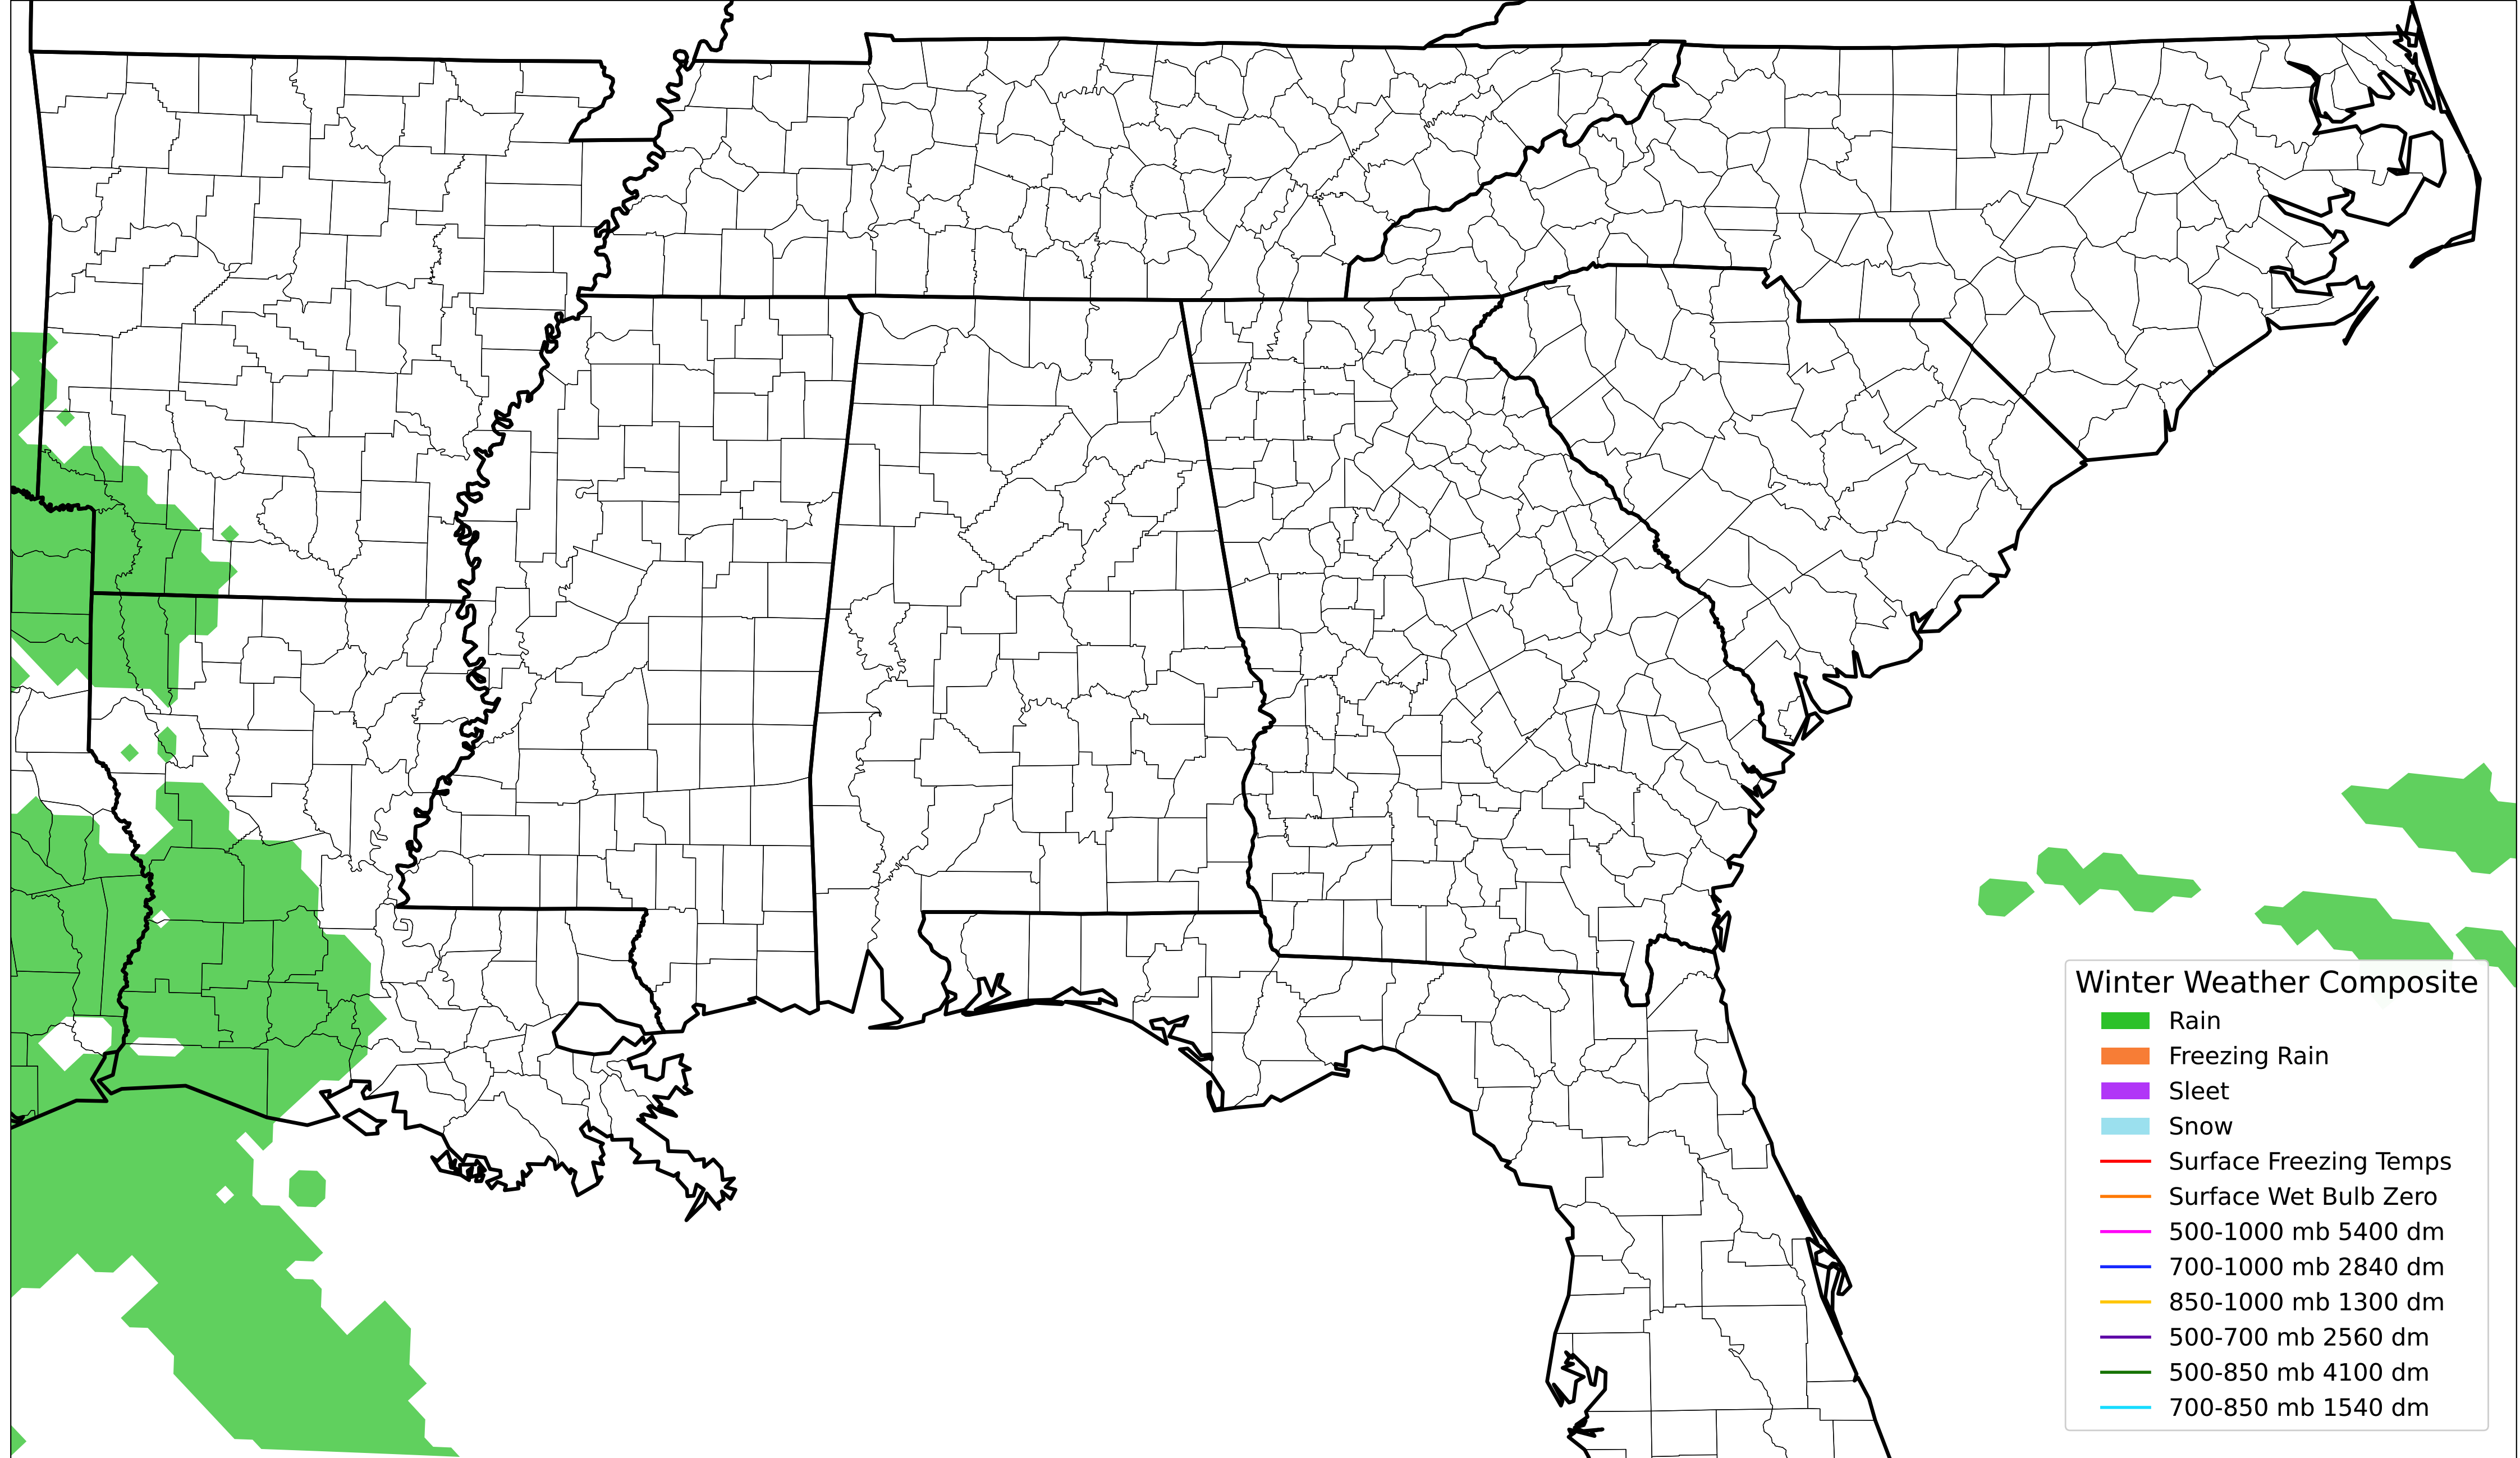 Winter Weather Composite
Rain
Freezing Rain
Sleet
Snow
Surface Freezing Temps
Surface Wet Bulb Zero
500-1000 mb 5400 dm
700-1000 mb 2840 dm
850-1000 mb 1300 dm
500-700 mb 2560 dm
500-850 mb 4100 dm
700-850 mb 1540 dm